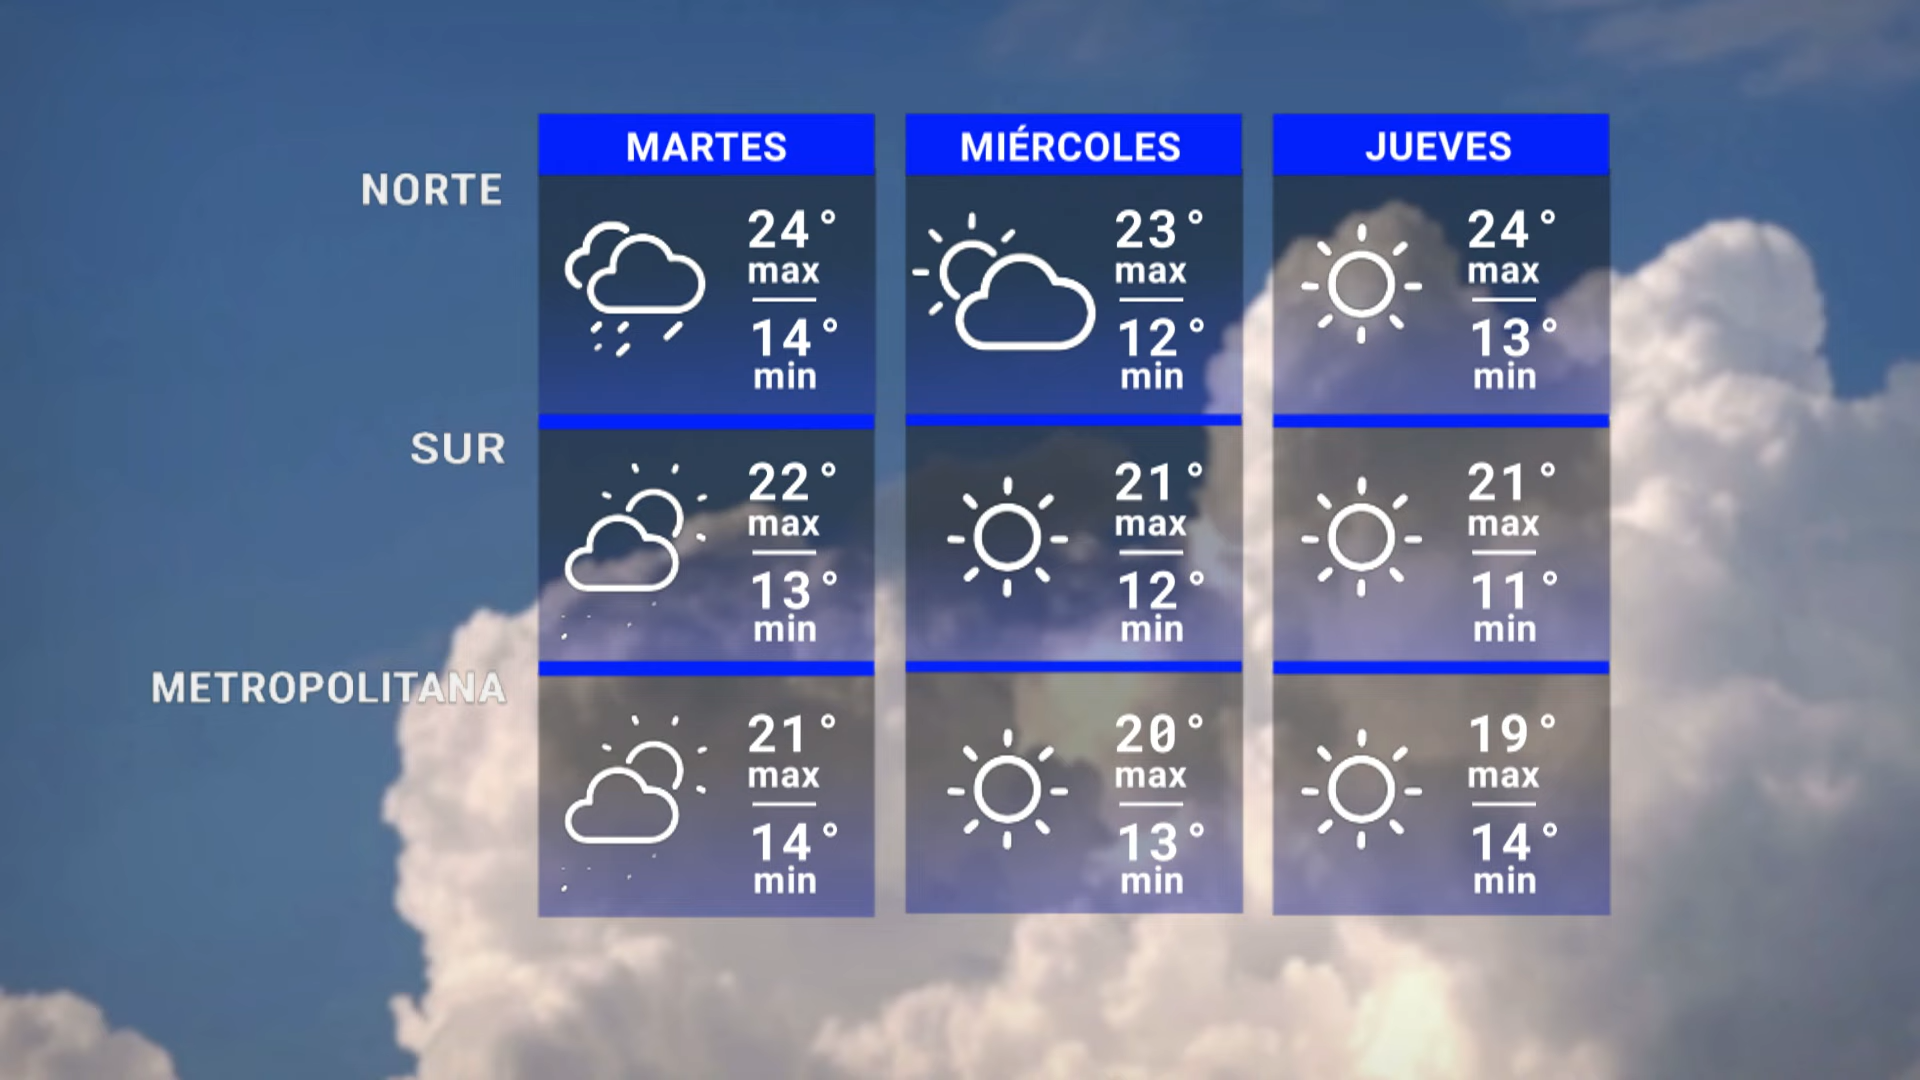 MARTES
MIÉRCOLES
JUEVES
NORTE
24° max
14° min
23° max
12° min
24° max
13° min
SUR
22° max
13° min
21° max
12° min
21° max
11° min
METROPOLITANA
21° max
14° min
20° max
13° min
19° max
14° min